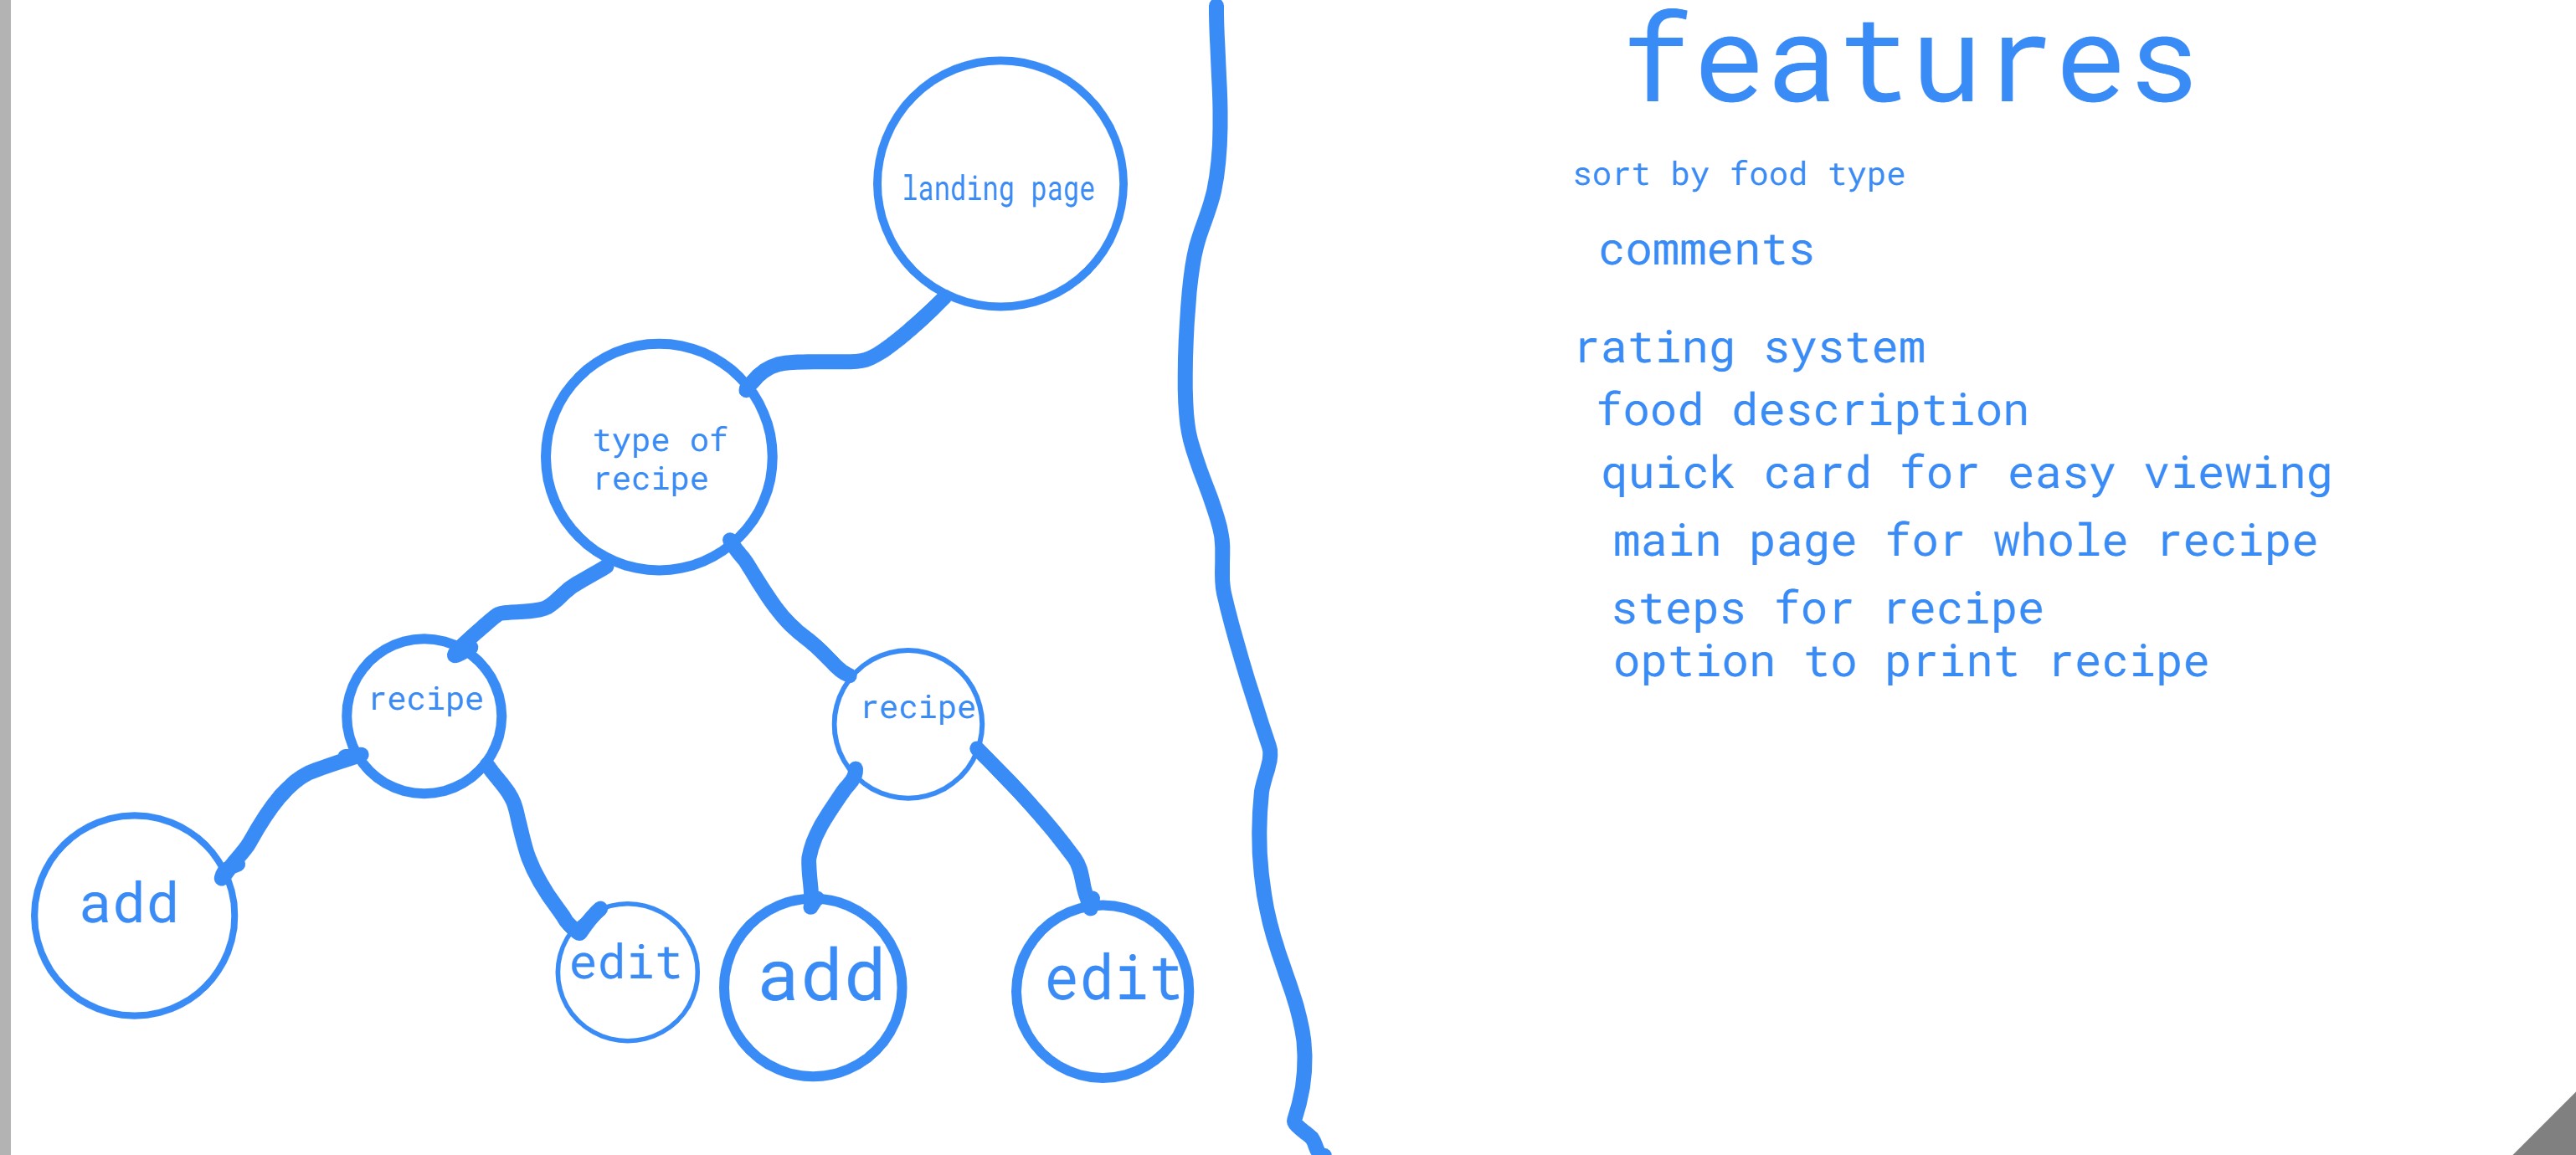 landing page
type of
recipe
recipe
recipe
add
edit
add
edit
features
sort by food type
comments
rating system
food description
quick card for easy viewing
main page for whole recipe
steps for recipe
option to print recipe